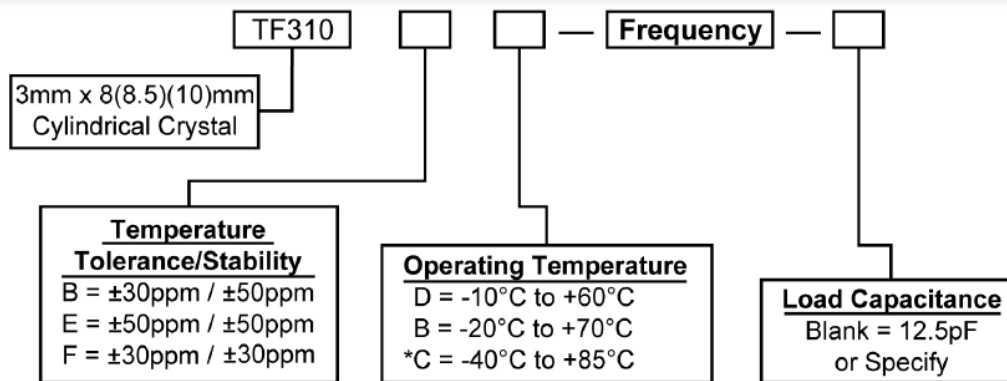 TF310
Frequency
3mm x 8(8.5)(10)mm
Cylindrical Crystal
Temperature
Tolerance/Stability
B = ±30ppm / ±50ppm
E = ±50ppm / ±50ppm
F = ±30ppm / ±30ppm
Operating Temperature
D = -10°C to +60°C
B = -20°C to +70°C
*C = -40°C to +85°C
Load Capacitance
Blank = 12.5pF
or Specify